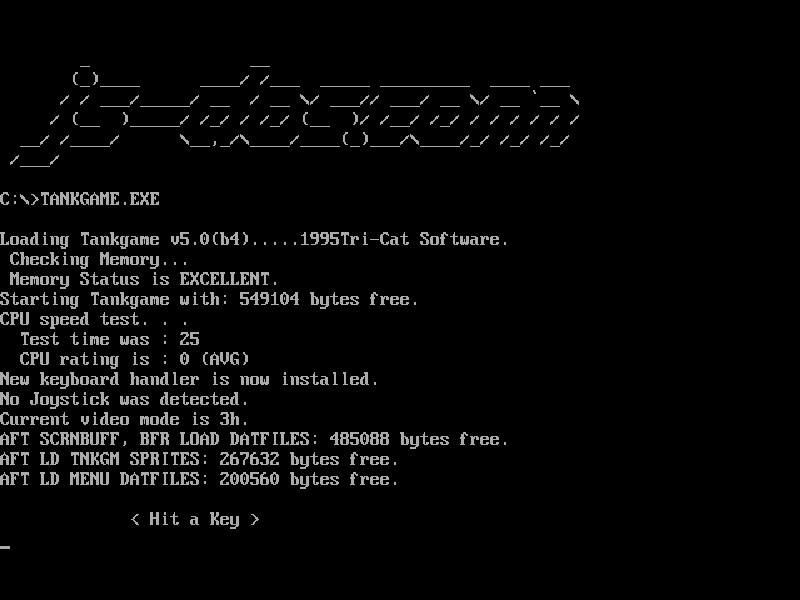 js-dos.com
C:\>TANKGAME.EXE
Loading Tankgame v5.0(b4).....1995Tri-Cat Software.
Checking Memory...
Memory Status is EXCELLENT.
Starting Tankgame with: 549104 bytes free.
CPU speed test. . .
Test time was : 25
CPU rating is : 0 (AVG)
New keyboard handler is now installed.
No Joystick was detected.
Current video mode is 3h.
AFT SCRNBUFF, BFR LOAD DATFILES: 485088 bytes free.
AFT LD TNKGM SPRITES: 267632 bytes free.
AFT LD MENU DATFILES: 200560 bytes free.
< Hit a Key >